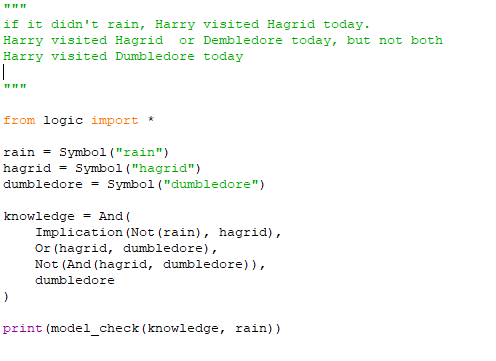 """
if it didn't rain, Harry visited Hagrid today.
Harry visited Hagrid  or Dembledore today, but not both
Harry visited Dumbledore today
"""
from logic import *
rain = Symbol("rain")
hagrid = Symbol("hagrid")
dumbledore = Symbol("dumbledore")
knowledge = And(
    Implication(Not(rain), hagrid),
    Or(hagrid, dumbledore),
    Not(And(hagrid, dumbledore)),
    dumbledore
)
print(model_check(knowledge, rain))